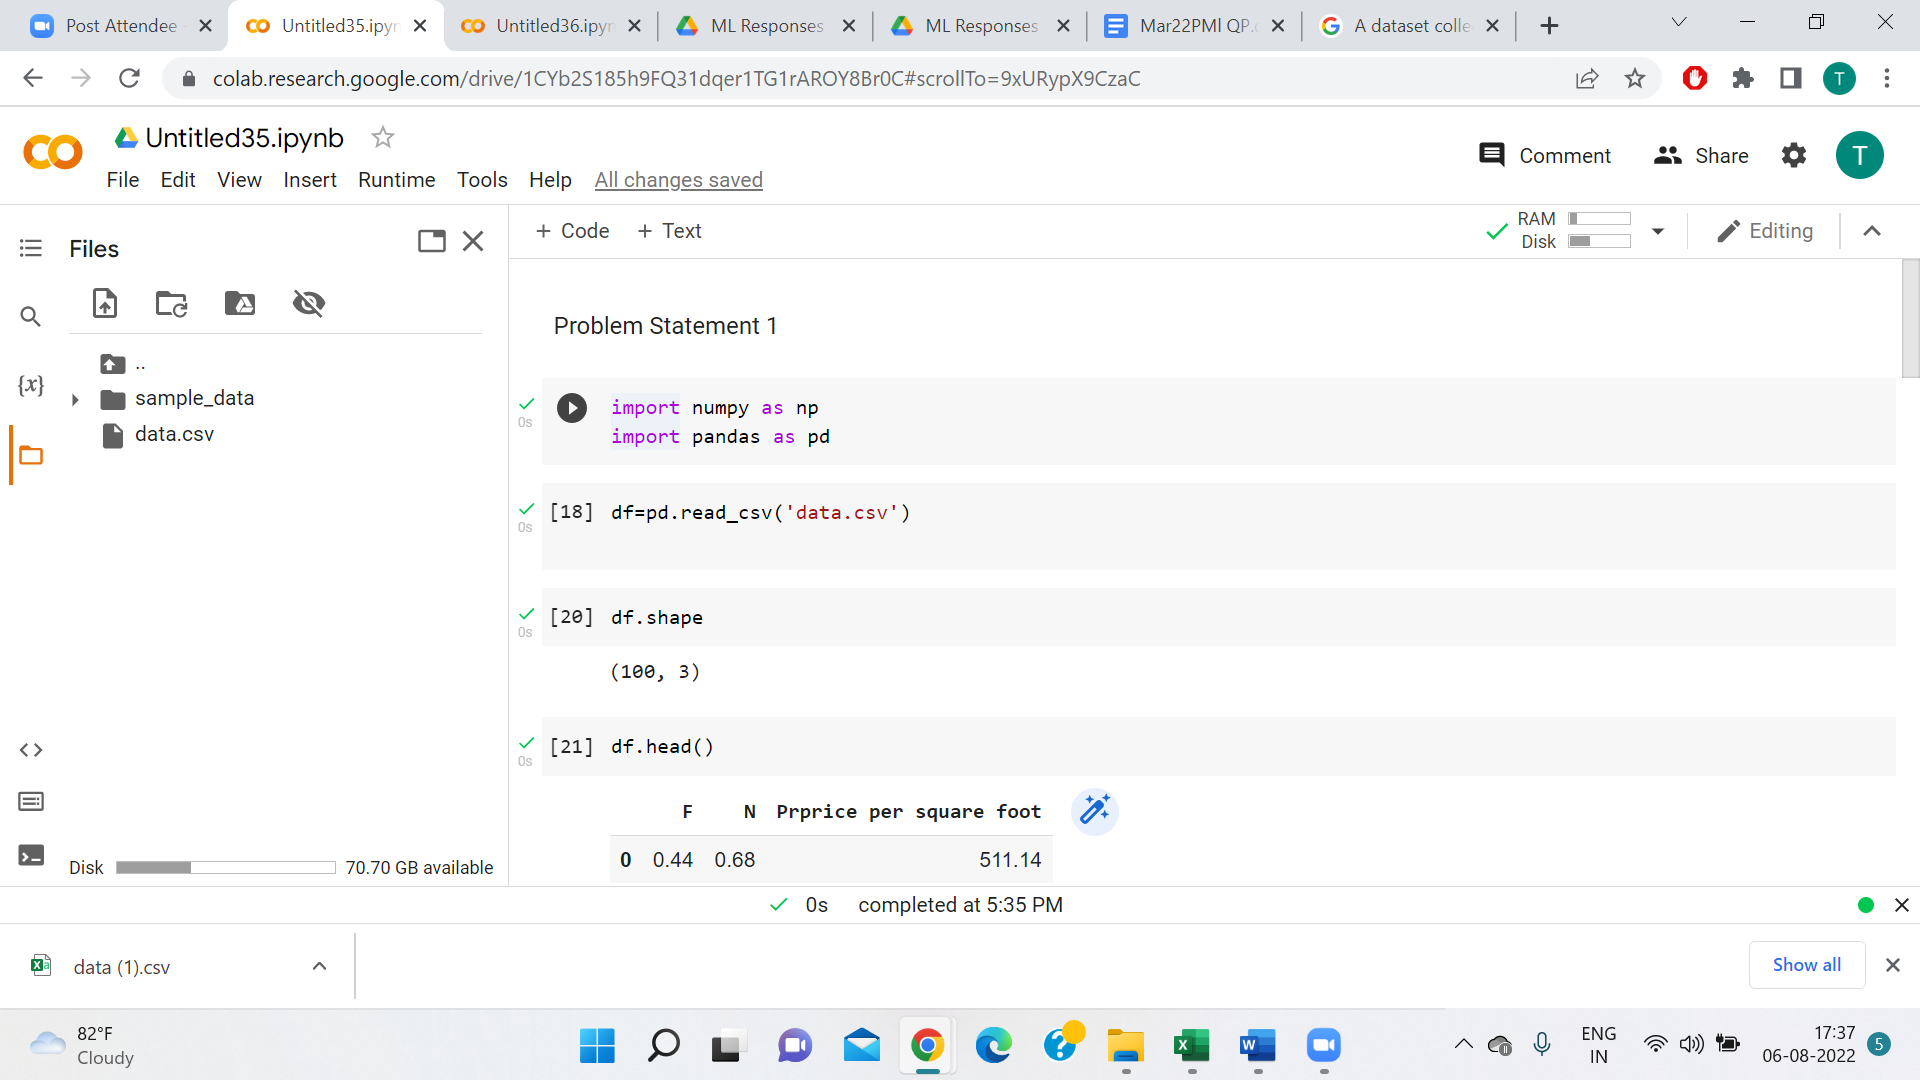 Post Attendee
Untitled35.ipyn
Untitled36.ipyn
ML Responses
ML Responses
Mar22PMl QP.
A dataset colle
colab.research.google.com/drive/1CYb2S185h9FQ31dqer1TG1rAROY8Br0C#scrollTo=9xURypX9CzaC
T
Untitled35.ipynb
Comment
Share
T
File Edit View Insert Runtime Tools Help All changes saved
Files
+ Code + Text
RAM
Disk
Editing
Problem Statement 1
..
sample_data
data.csv
{x}
0s
import numpy as np
import pandas as pd
0s
[18] df=pd.read_csv('data.csv')
0s
[20] df.shape
(100, 3)
0s
[21] df.head()
F N Prprice per square foot
0 0.44 0.68 511.14
Disk 70.70 GB available
0s completed at 5:35 PM
data (1).csv
Show all
82°F
Cloudy
ENG
IN
17:37
06-08-2022
5